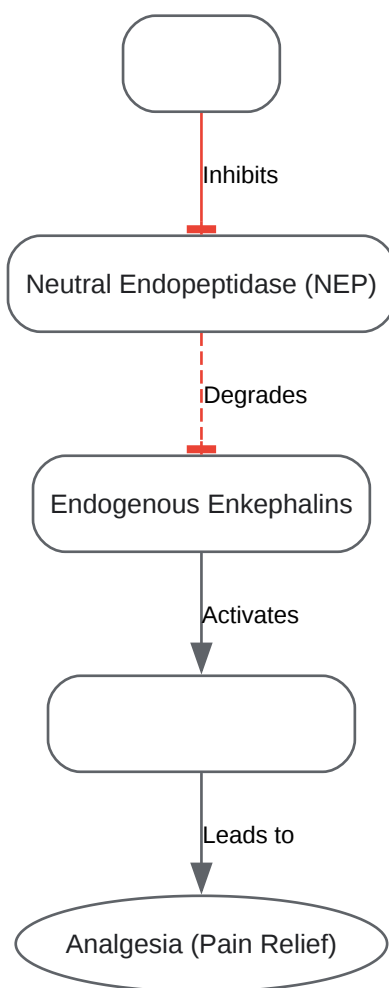 Inhibits
Neutral Endopeptidase (NEP)
Degrades
Endogenous Enkephalins
Activates
Leads to
Analgesia (Pain Relief)